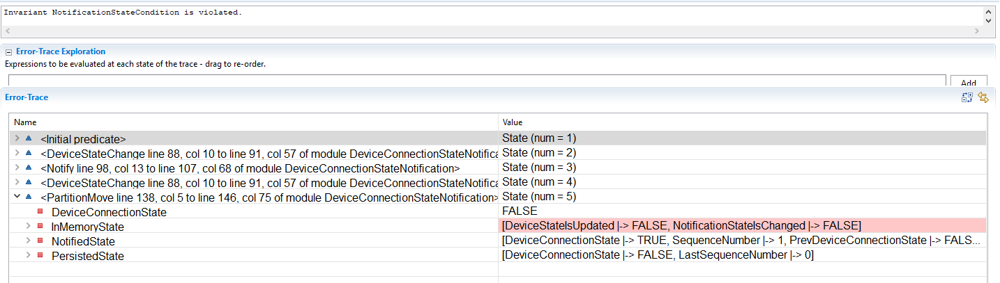 Invariant NotificationStateCondition is violated.
Error-Trace Exploration
Expressions to be evaluated at each state of the trace - drag to re-order.
Add
Error-Trace
Name Value
<Initial predicate> State (num = 1)
<DeviceStateChange line 88, col 10 to line 91, col 57 of module DeviceConnectionStateNotifica State (num = 2)
<Notify line 98, col 13 to line 107, col 68 of module DeviceConnectionStateNotification> State (num = 3)
<DeviceStateChange line 88, col 10 to line 91, col 57 of module DeviceConnectionStateNotifica State (num = 4)
<PartitionMove line 138, col 5 to line 146, col 75 of module DeviceConnectionStateNotification> State (num = 5)
DeviceConnectionState FALSE
InMemoryState [DeviceStateIsUpdated |-> FALSE, NotificationStateIsChanged |-> FALSE]
NotifiedState [DeviceConnectionState |-> TRUE, SequenceNumber |-> 1, PrevDeviceConnectionState |-> FALS...
PersistedState [DeviceConnectionState |-> FALSE, LastSequenceNumber |-> 0]